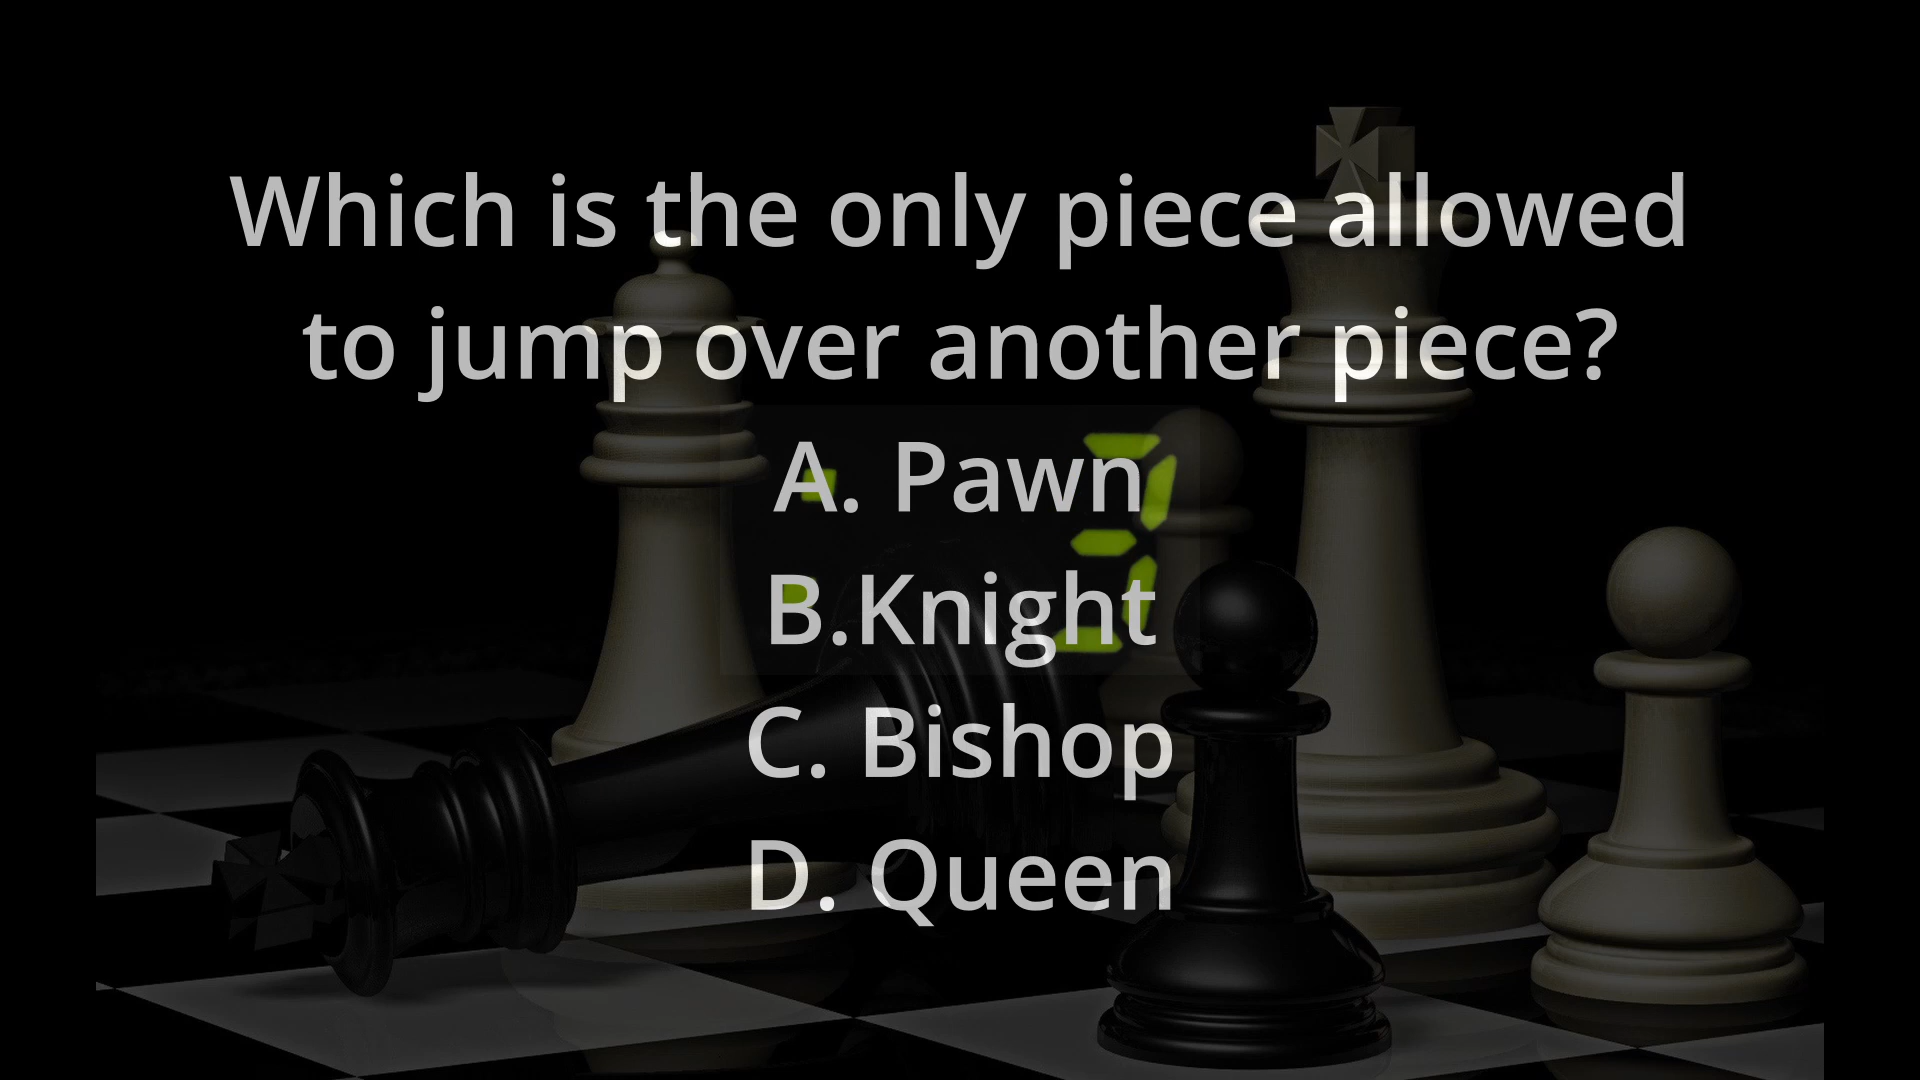 Which is the only piece allowed
to jump over another piece?
A. Pawn
B.Knight
C. Bishop
D. Queen